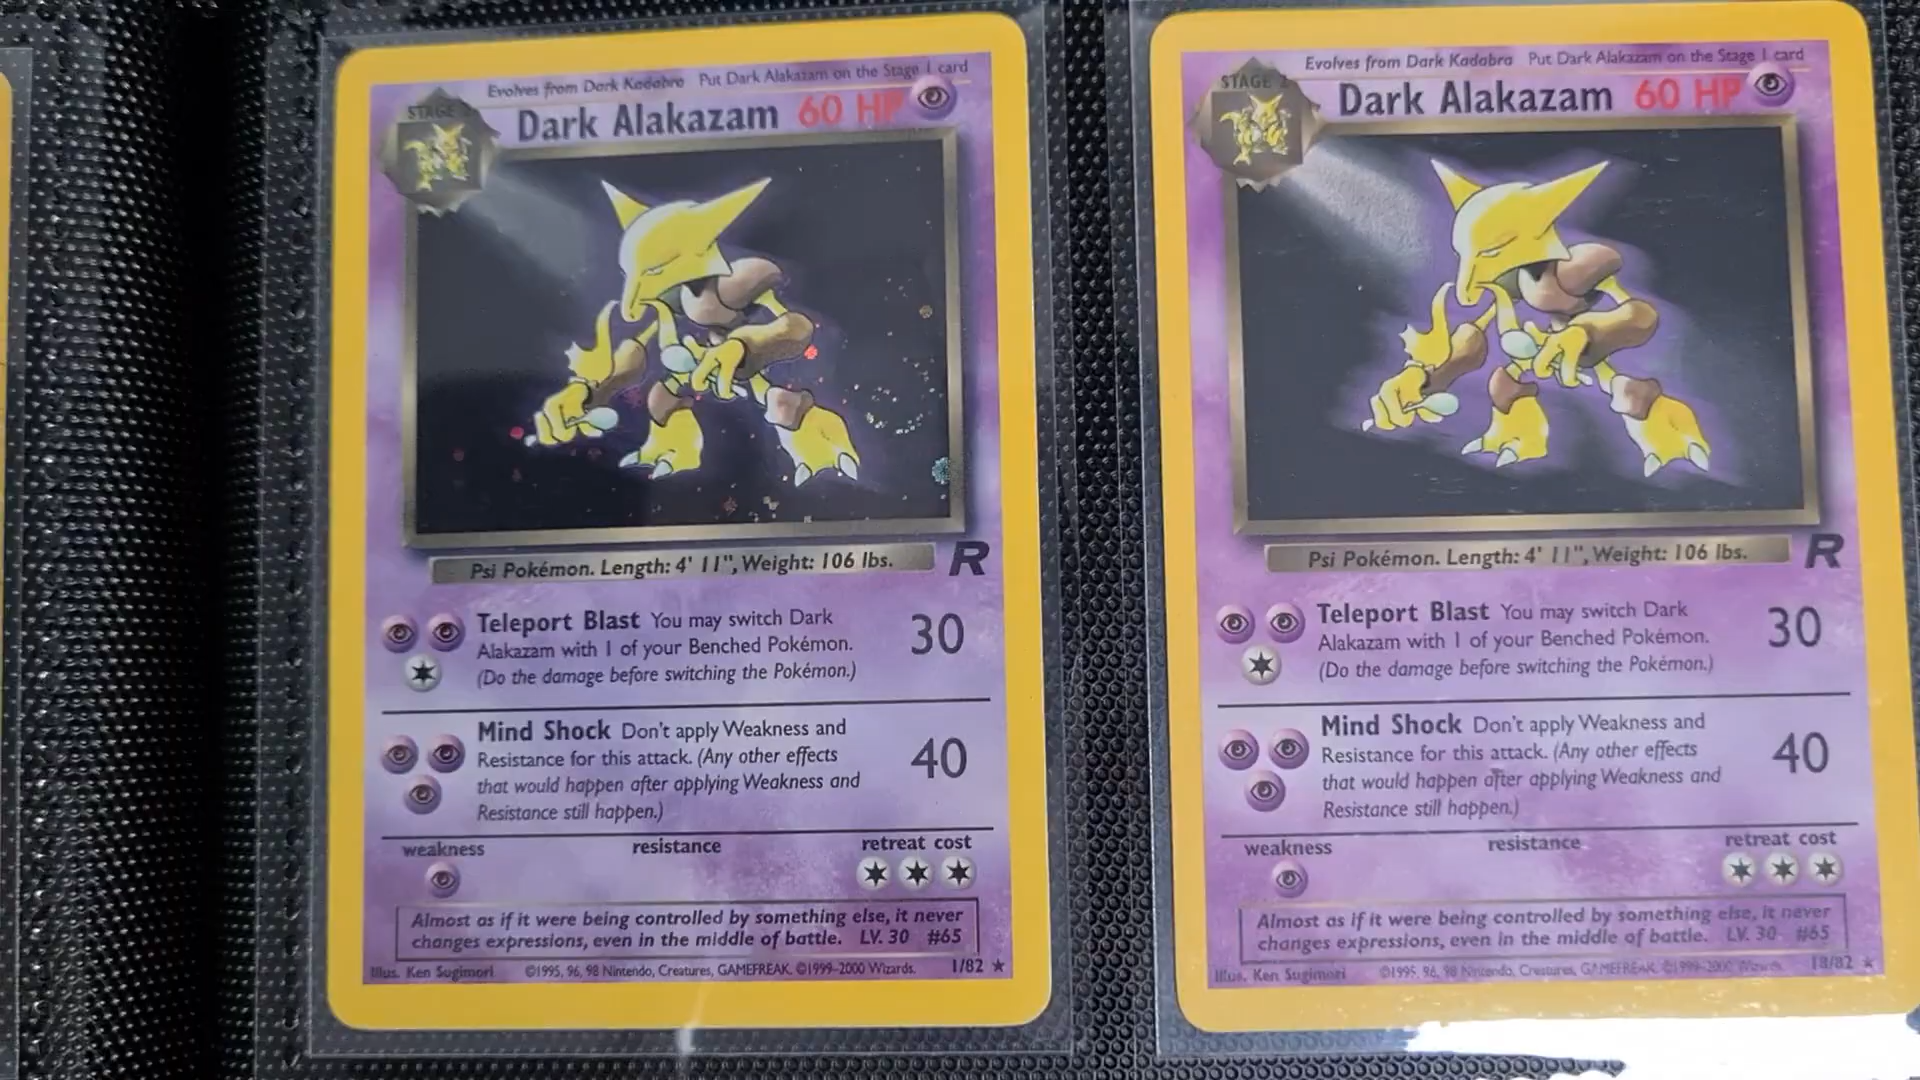 Evolves from Dark Kadabra Put Dark Alakazam on the Stage 1 card
STAGE 2
Dark Alakazam 60 HP
Psi Pokémon. Length: 4' 11", Weight: 106 lbs.
R
Teleport Blast You may switch Dark
Alakazam with 1 of your Benched Pokémon.
(Do the damage before switching the Pokémon.)
30
Mind Shock Don't apply Weakness and
Resistance for this attack. (Any other effects
that would happen after applying Weakness and
Resistance still happen.)
40
weakness resistance retreat cost
Almost as if it were being controlled by something else, it never
changes expressions, even in the middle of battle. LV. 30 #65
Illus. Ken Sugimori ©1995, 96, 98 Nintendo, Creatures, GAMEFREAK. ©1999-2000 Wizards. 1/82
Evolves from Dark Kadabra Put Dark Alakazam on the Stage 1 card
STAGE 2
Dark Alakazam 60 HP
Psi Pokémon. Length: 4' 11", Weight: 106 lbs.
R
Teleport Blast You may switch Dark
Alakazam with 1 of your Benched Pokémon.
(Do the damage before switching the Pokémon.)
30
Mind Shock Don't apply Weakness and
Resistance for this attack. (Any other effects
that would happen after applying Weakness and
Resistance still happen.)
40
weakness resistance retreat cost
Almost as if it were being controlled by something else, it never
changes expressions, even in the middle of battle. LV. 30 #65
Illus. Ken Sugimori ©1995, 96, 98 Nintendo, Creatures, GAMEFREAK. ©1999-2000 Wizards. 18/82